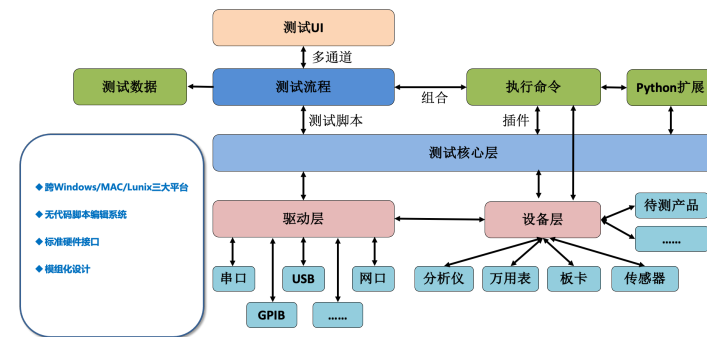 测试UI
多通道
测试数据
测试流程
组合
执行命令
Python扩展
测试脚本
插件
测试核心层
◆跨Windows/MAC/Lunix三大平台
◆无代码脚本编辑系统
◆标准硬件接口
◆模组化设计
驱动层
设备层
待测产品
......
串口
USB
网口
分析仪
万用表
板卡
传感器
GPIB
......